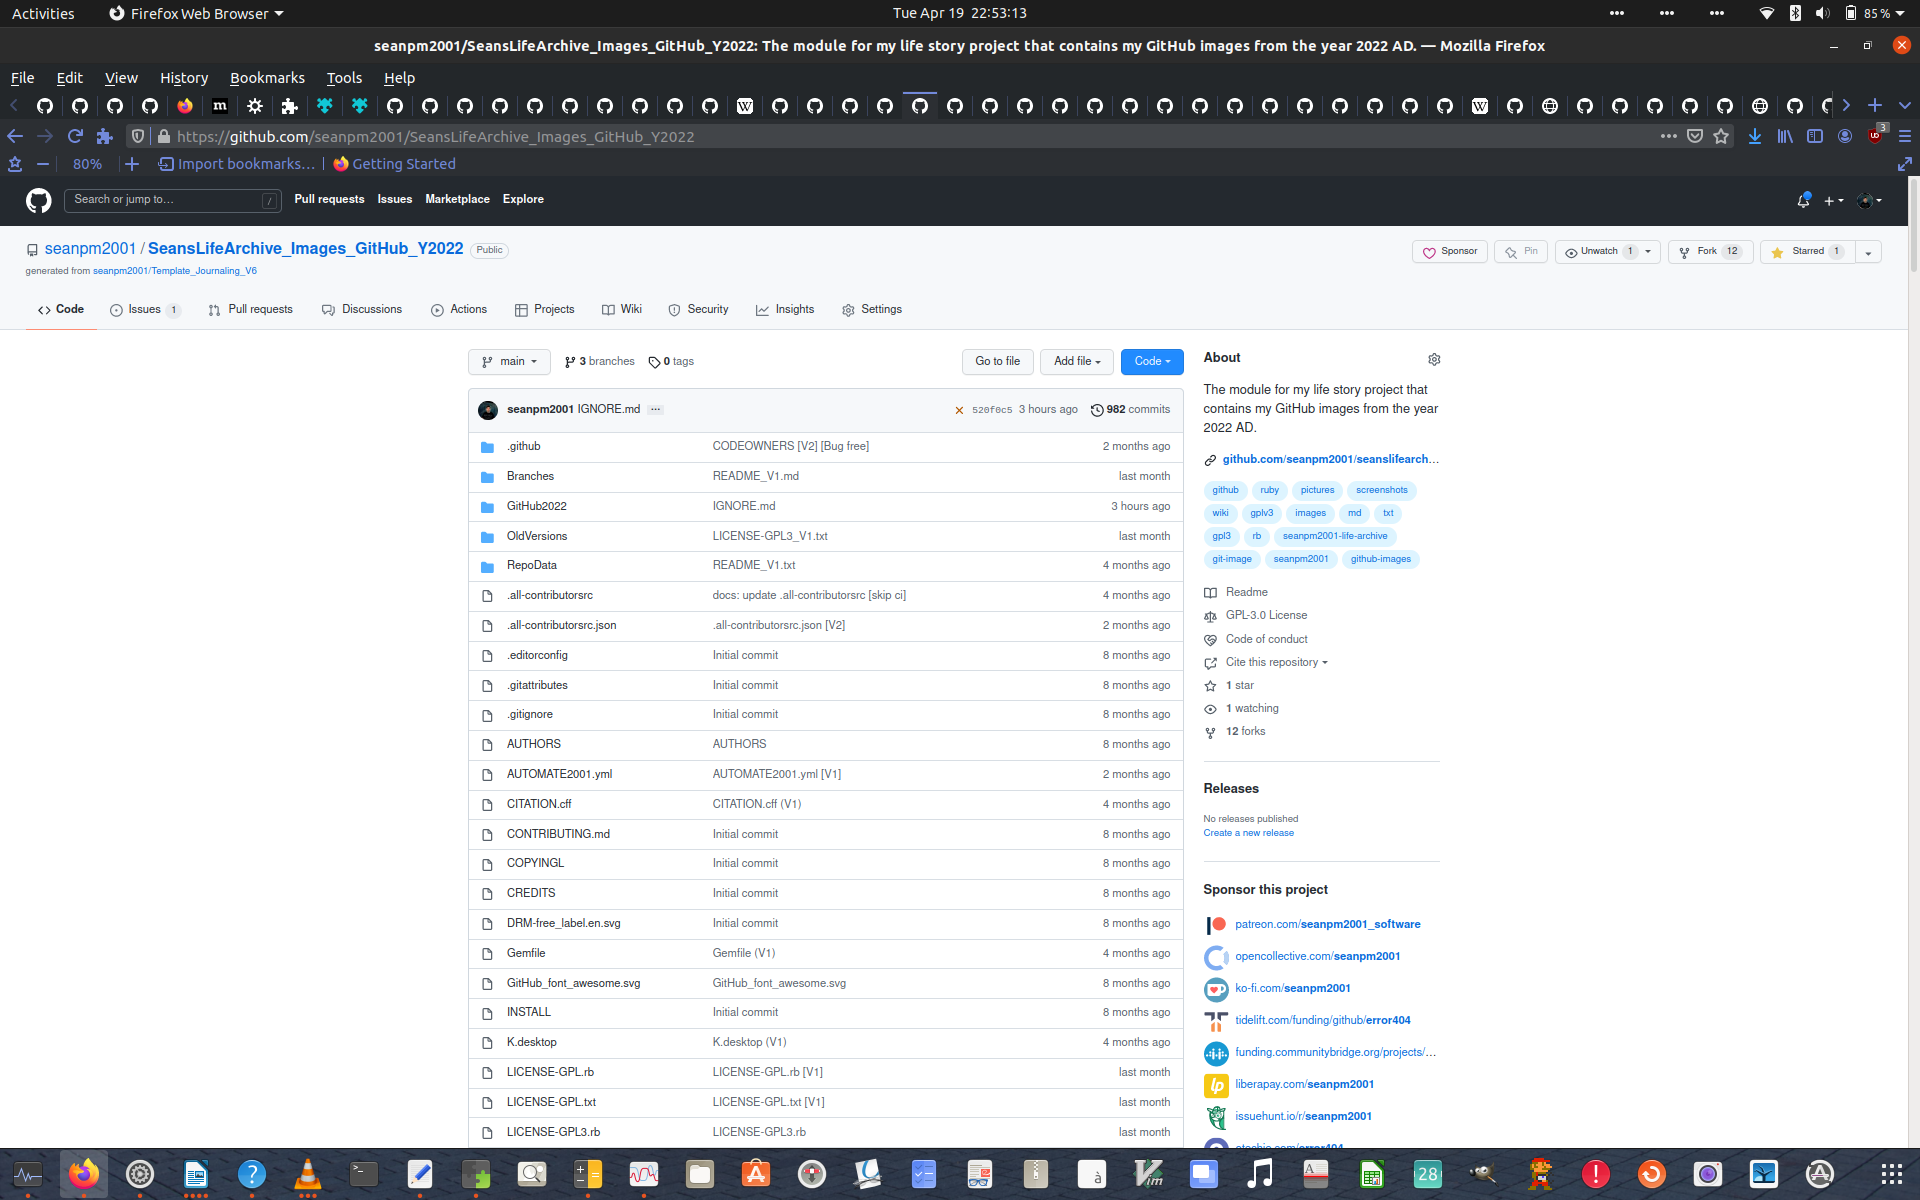 Activities Firefox Web Browser Tue Apr 19 22:53:13 85 %
seanpm2001/SeansLifeArchive_Images_GitHub_Y2022: The module for my life story project that contains my GitHub images from the year 2022 AD. — Mozilla Firefox
File Edit View History Bookmarks Tools Help
https://github.com/seanpm2001/SeansLifeArchive_Images_GitHub_Y2022 3
80% Import bookmarks... Getting Started
Search or jump to... / Pull requests Issues Marketplace Explore
seanpm2001 / SeansLifeArchive_Images_GitHub_Y2022 Public Sponsor Pin Unwatch 1 Fork 12 Starred 1
generated from seanpm2001/Template_Journaling_V6
Code Issues 1 Pull requests Discussions Actions Projects Wiki Security Insights Settings
main 3 branches 0 tags Go to file Add file Code
seanpm2001 IGNORE.md ... 520f0c5 3 hours ago 982 commits
.github CODEOWNERS [V2] [Bug free] 2 months ago
Branches README_V1.md last month
GitHub2022 IGNORE.md 3 hours ago
OldVersions LICENSE-GPL3_V1.txt last month
RepoData README_V1.txt 4 months ago
.all-contributorsrc docs: update .all-contributorsrc [skip ci] 4 months ago
.all-contributorsrc.json .all-contributorsrc.json [V2] 2 months ago
.editorconfig Initial commit 8 months ago
.gitattributes Initial commit 8 months ago
.gitignore Initial commit 8 months ago
AUTHORS AUTHORS 8 months ago
AUTOMATE2001.yml AUTOMATE2001.yml [V1] 2 months ago
CITATION.cff CITATION.cff (V1) 4 months ago
CONTRIBUTING.md Initial commit 8 months ago
COPYINGL Initial commit 8 months ago
CREDITS Initial commit 8 months ago
DRM-free_label.en.svg Initial commit 8 months ago
Gemfile Gemfile (V1) 4 months ago
GitHub_font_awesome.svg GitHub_font_awesome.svg 8 months ago
INSTALL Initial commit 8 months ago
K.desktop K.desktop (V1) 4 months ago
LICENSE-GPL.rb LICENSE-GPL.rb [V1] last month
LICENSE-GPL.txt LICENSE-GPL.txt [V1] last month
LICENSE-GPL3.rb LICENSE-GPL3.rb last month
About
The module for my life story project that
contains my GitHub images from the year
2022 AD.
github.com/seanpm2001/seanslifearch...
github ruby pictures screenshots
wiki gplv3 images md txt
gpl3 rb seanpm2001-life-archive
git-image seanpm2001 github-images
Readme
GPL-3.0 License
Code of conduct
Cite this repository
1 star
1 watching
12 forks
Releases
No releases published
Create a new release
Sponsor this project
patreon.com/seanpm2001_software
opencollective.com/seanpm2001
ko-fi.com/seanpm2001
tidelift.com/funding/github/error404
funding.communitybridge.org/projects/...
liberapay.com/seanpm2001
issuehunt.io/r/seanpm2001
28